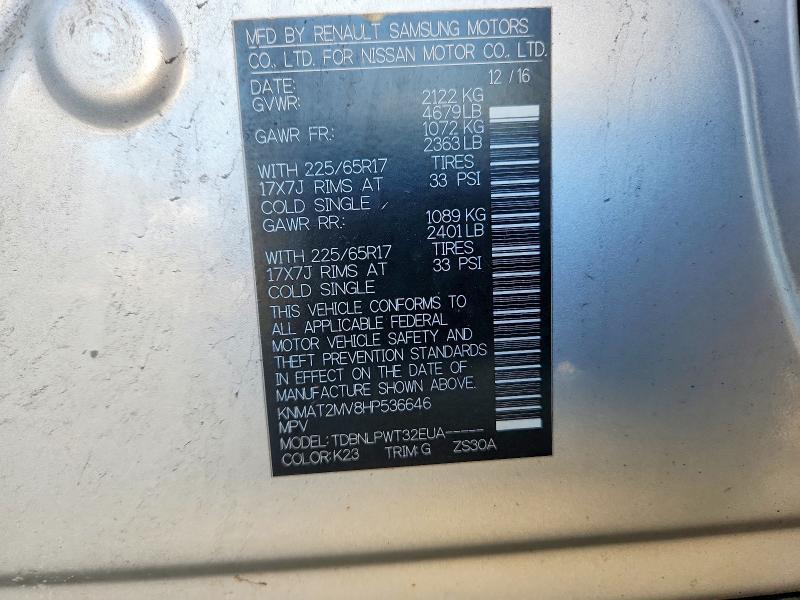 MFD BY RENAULT SAMSUNG MOTORS
CO., LTD. FOR NISSAN MOTOR CO., LTD.
DATE: 12 / 16
GVWR: 2122 KG
4679 LB
GAWR FR: 1072 KG
2363 LB
WITH 225/65R17 TIRES
17X7J RIMS AT 33 PSI
COLD SINGLE
GAWR RR: 1089 KG
2401 LB
WITH 225/65R17 TIRES
17X7J RIMS AT 33 PSI
COLD SINGLE
THIS VEHICLE CONFORMS TO
ALL APPLICABLE FEDERAL
MOTOR VEHICLE SAFETY AND
THEFT PREVENTION STANDARDS
IN EFFECT ON THE DATE OF
MANUFACTURE SHOWN ABOVE.
KNMAT2MV8HP536646
MPV
MODEL: TDBNLPWT32EUA-----
COLOR: K23 TRIM: G ZS30A